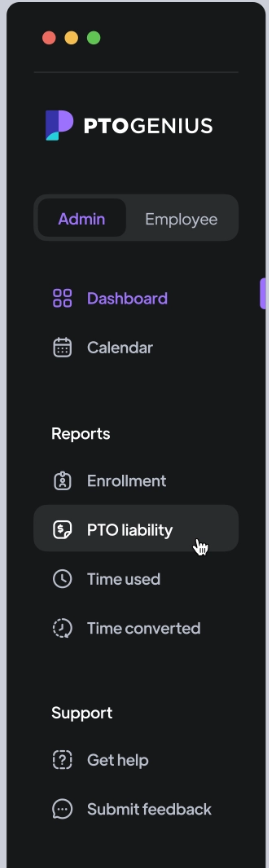 PTOGENIUS
Admin Employee
Dashboard
Calendar
Reports
Enrollment
PTO liability
Time used
Time converted
Support
Get help
Submit feedback